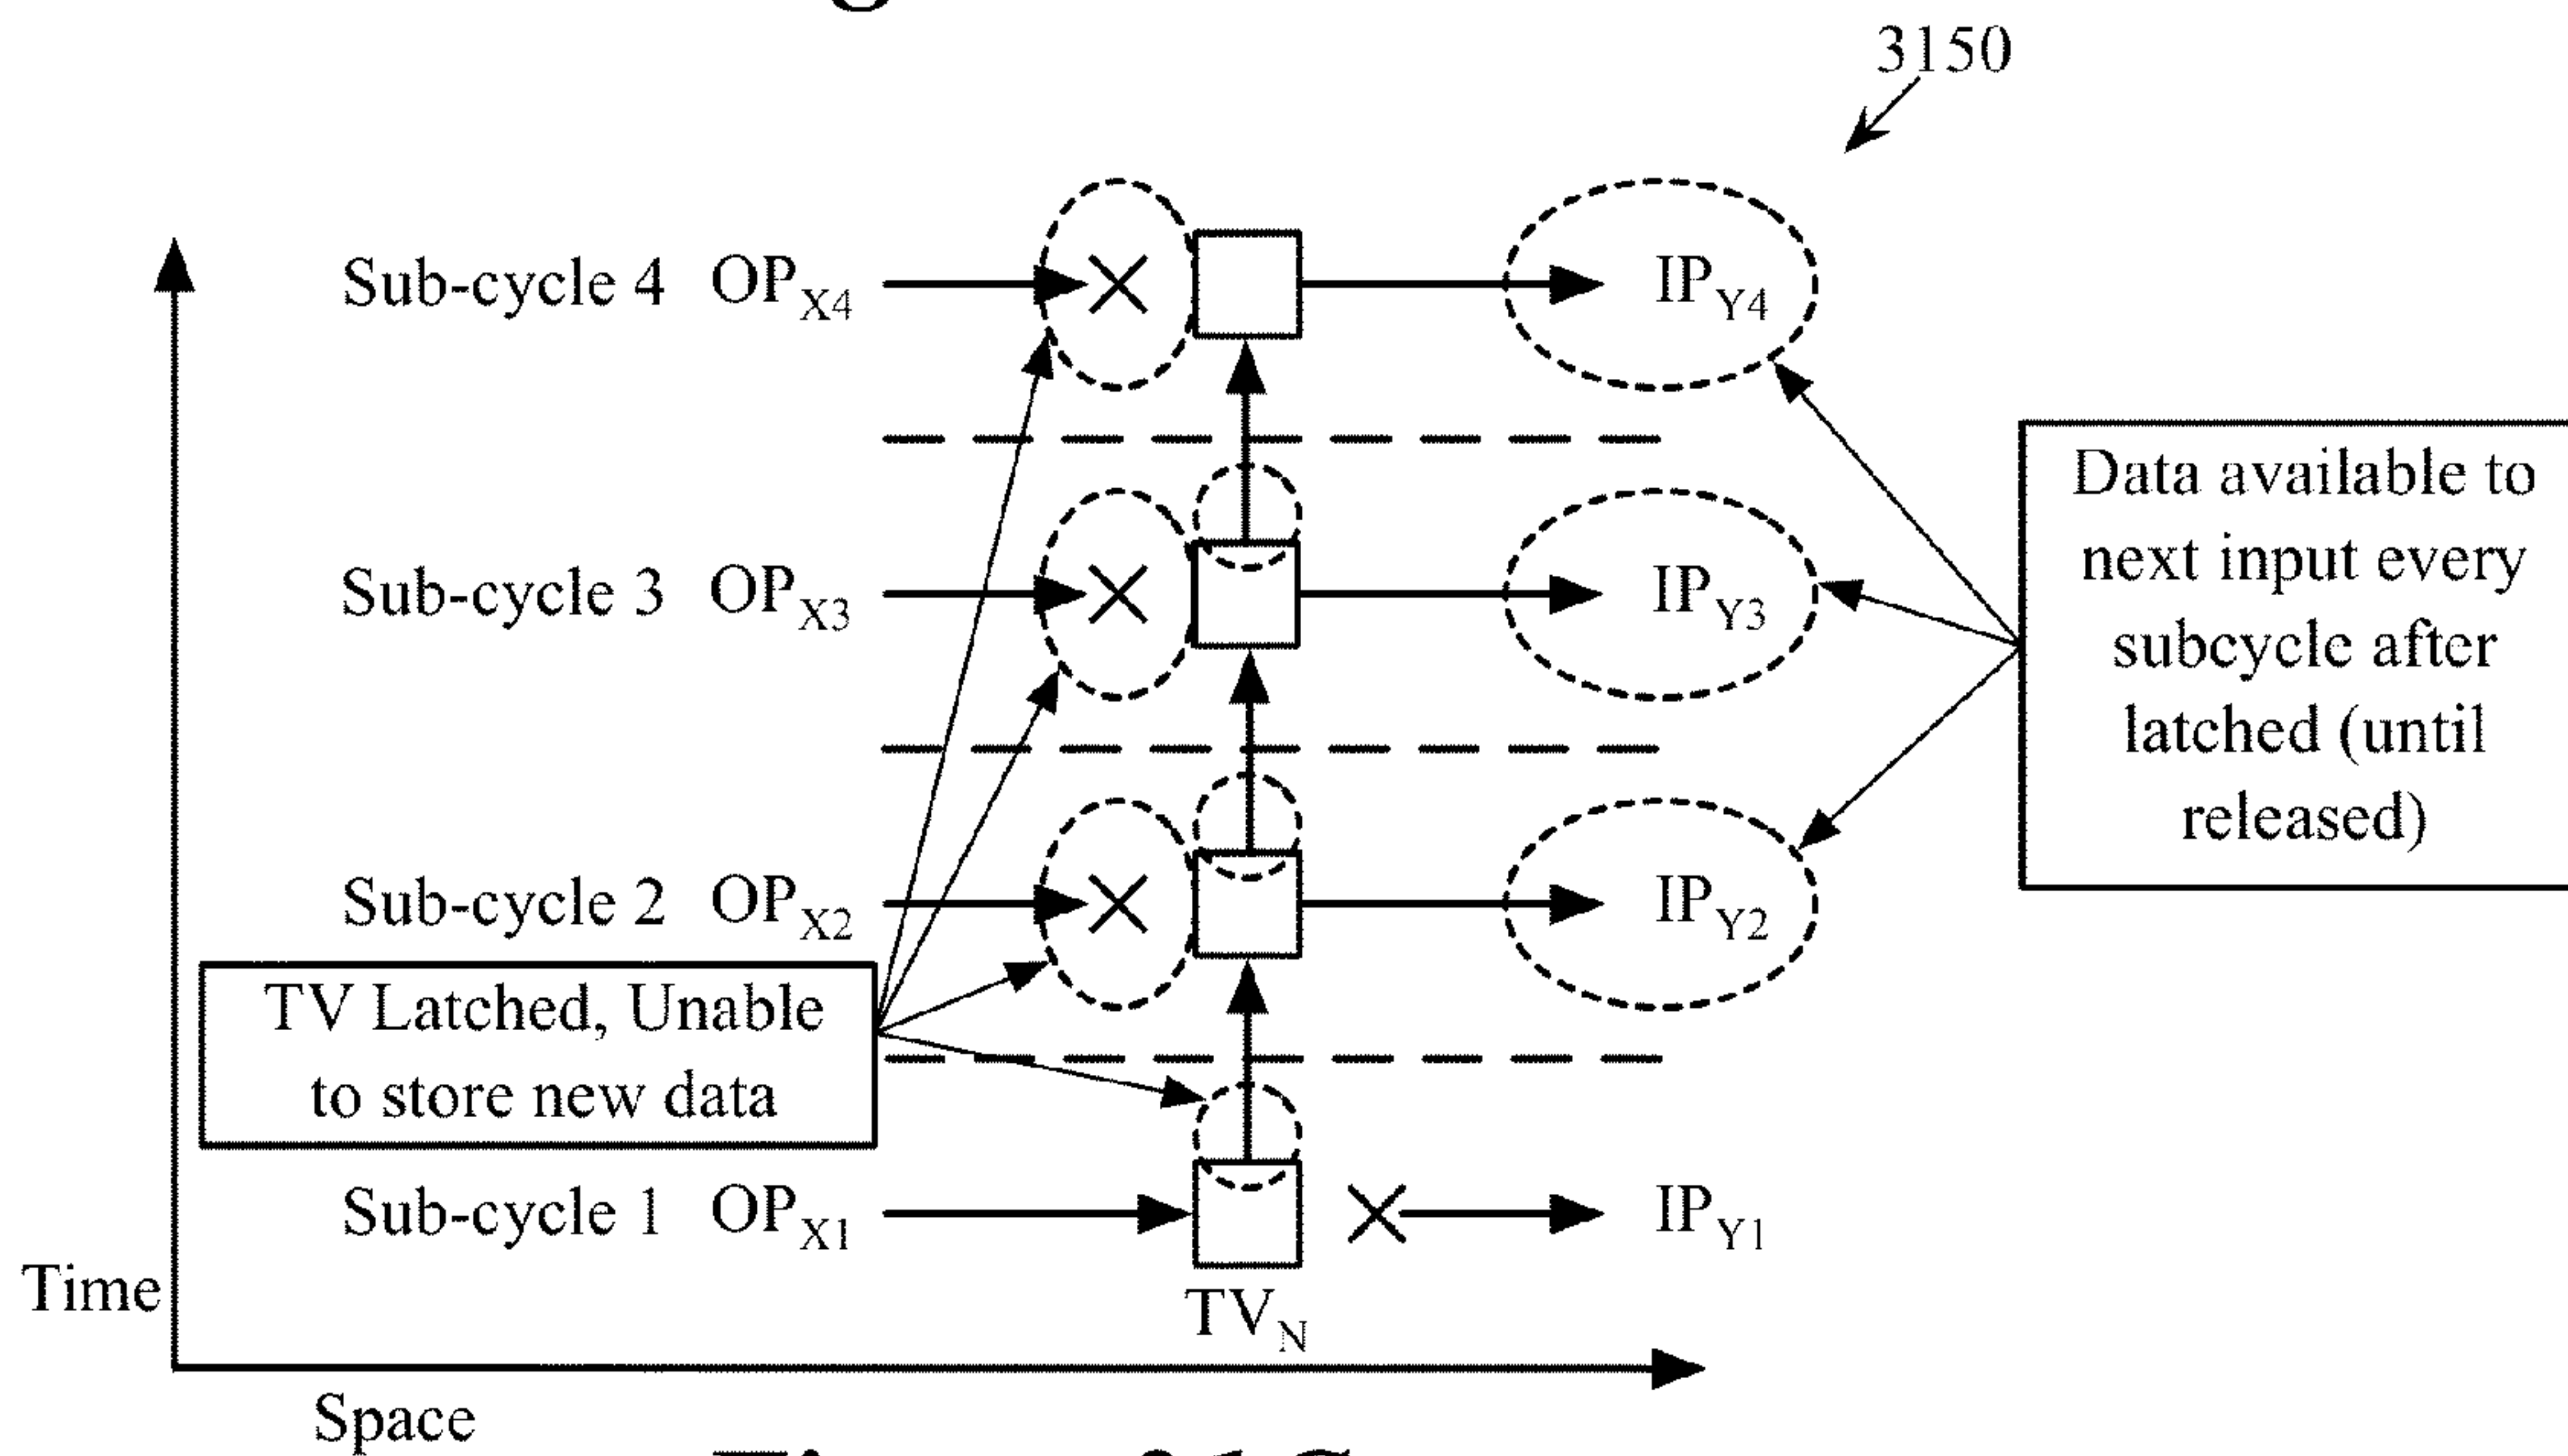 3150
Sub-cycle 4 OPX4 IPY4
Sub-cycle 3 OPX3 IPY3
Data available to
next input every
subcycle after
latched (until
released)
Sub-cycle 2 OPX2 IPY2
TV Latched, Unable
to store new data
Sub-cycle 1 OPX1 IPY1
TVN
Time
Space